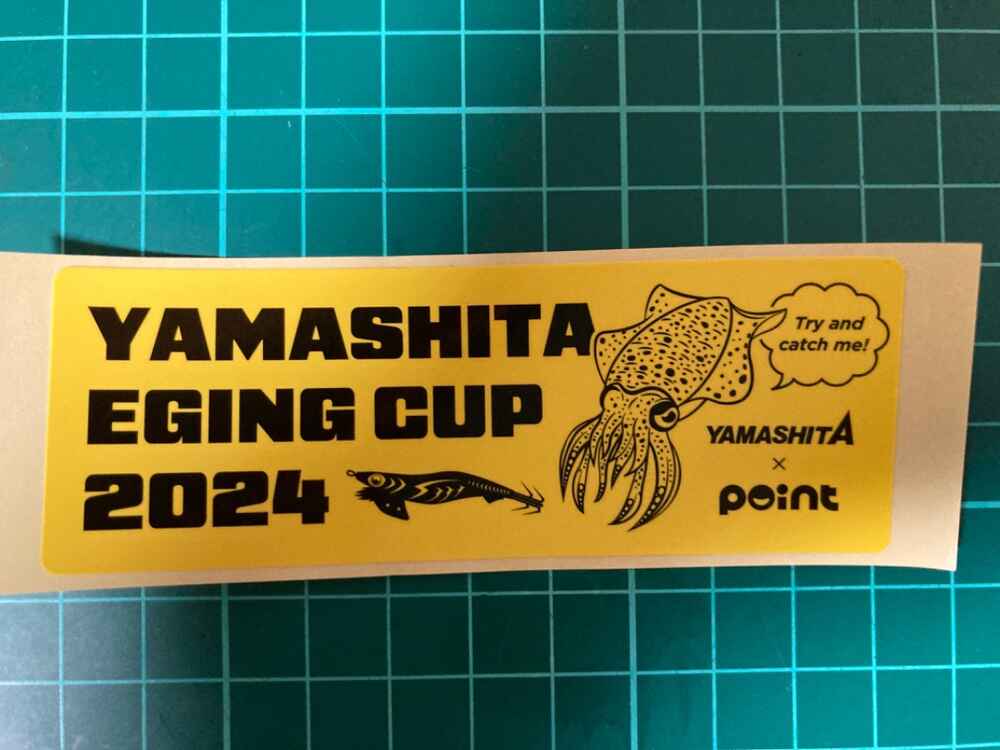 YAMASHITA
EGING CUP
2024
Try and
catch me!
YAMASHITA
×
point